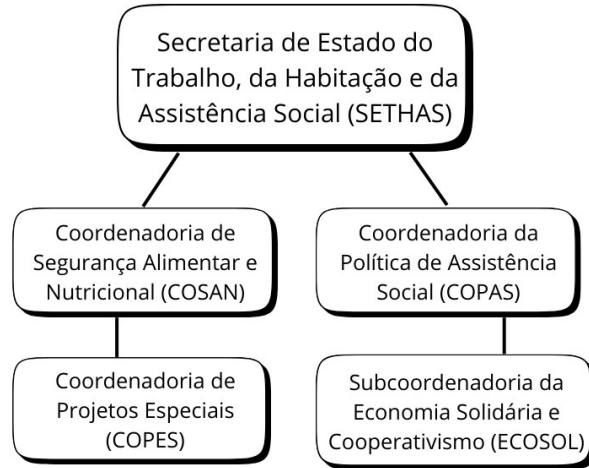 Secretaria de Estado do
Trabalho, da Habitação e da
Assistência Social (SETHAS)
Coordenadoria de
Segurança Alimentar e
Nutricional (COSAN)
Coordenadoria da
Política de Assistência
Social (COPAS)
Coordenadoria de
Projetos Especiais
(COPES)
Subcoordenadoria da
Economia Solidária e
Cooperativismo (ECOSOL)